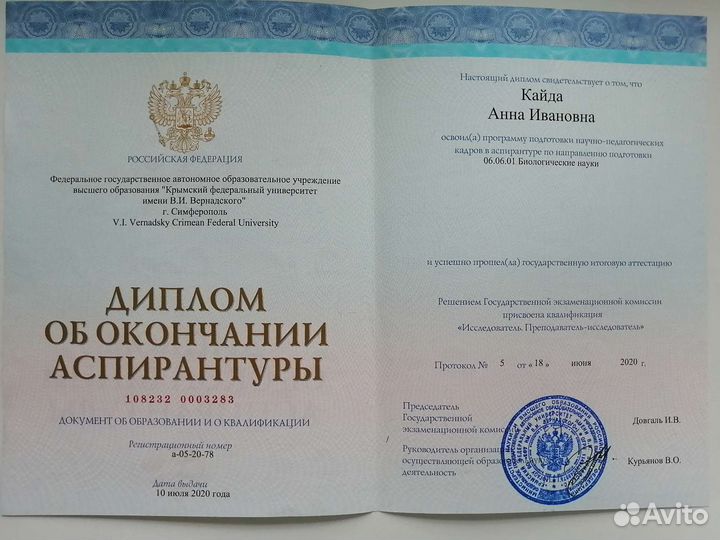 РОССИЙСКАЯ ФЕДЕРАЦИЯ
Федеральное государственное автономное образовательное учреждение
высшего образования "Крымский федеральный университет
имени В.И. Вернадского"
г. Симферополь
V.I. Vernadsky Crimean Federal University
ДИПЛОМ
ОБ ОКОНЧАНИИ
АСПИРАНТУРЫ
108232 0003283
ДОКУМЕНТ ОБ ОБРАЗОВАНИИ И О КВАЛИФИКАЦИИ
Регистрационный номер
а-05-20-78
Дата выдачи
10 июля 2020 года
Настоящий диплом свидетельствует о том, что
Кайда
Анна Ивановна
освоил(а) программу подготовки научно-педагогических
кадров в аспирантуре по направлению подготовки
06.06.01 Биологические науки
и успешно прошел(ла) государственную итоговую аттестацию
Решением Государственной экзаменационной комиссии
присвоена квалификация
«Исследователь. Преподаватель-исследователь»
Протокол № 5 от «18» июня 2020 г.
Председатель
Государственной
экзаменационной
Довгаль И.В.
Руководитель
осуществляющей
деятельность
Курьянов В.О.
Avito